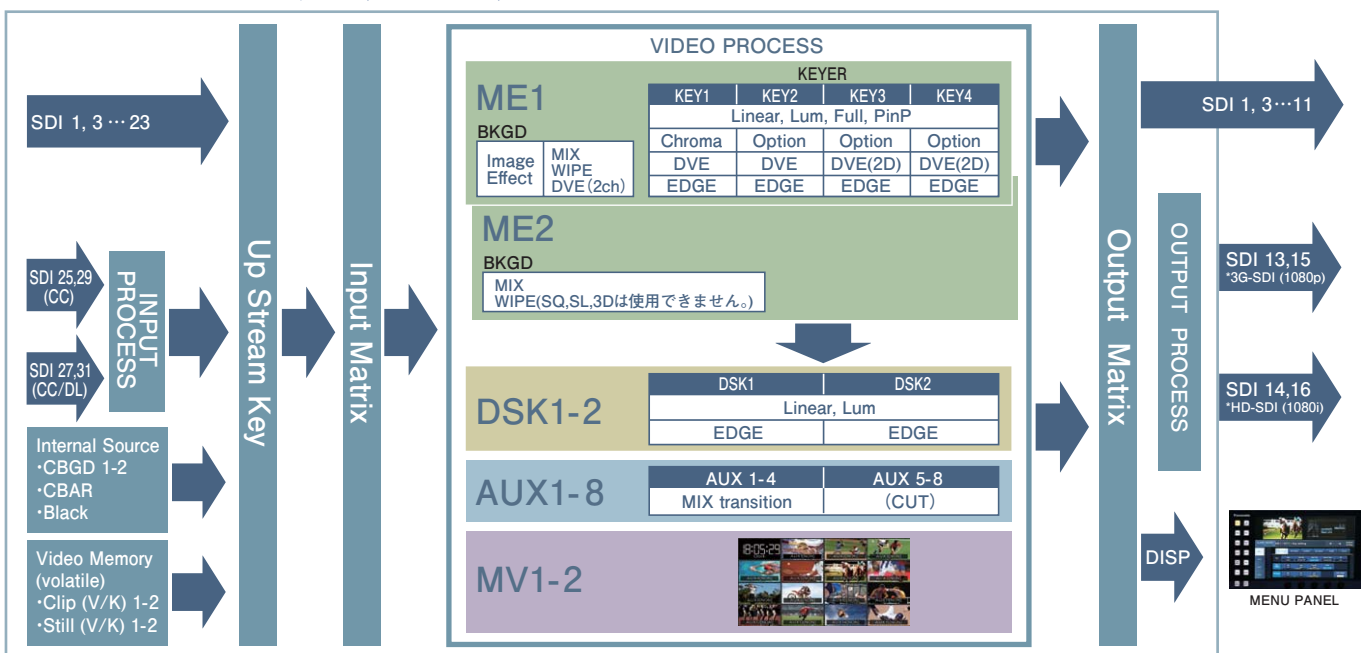 VIDEO PROCESS
SDI 1, 3 ··· 23
SDI 25,29
(CC)
SDI 27,31
(CC/DL)
INPUT
PROCESS
Internal Source
・CBGD 1-2
・CBAR
・Black
Video Memory
(volatile)
・Clip (V/K) 1-2
・Still (V/K) 1-2
Up Stream Key
Input Matrix
ME1
BKGD
Image
Effect
MIX
WIPE
DVE（2ch）
KEYER
KEY1 KEY2 KEY3 KEY4
Linear, Lum, Full, PinP
Chroma Option Option Option
DVE DVE DVE(2D) DVE(2D)
EDGE EDGE EDGE EDGE
ME2
BKGD
MIX
WIPE(SQ,SL,3Dは使用できません。)
DSK1-2
DSK1 DSK2
Linear, Lum
EDGE EDGE
AUX1-8
AUX 1-4 AUX 5-8
MIX transition （CUT）
MV1-2
18:05:29
Output Matrix
OUTPUT PROCESS
SDI 1, 3···11
SDI 13,15
*3G-SDI (1080p)
SDI 14,16
*HD-SDI (1080i)
DISP
MENU PANEL